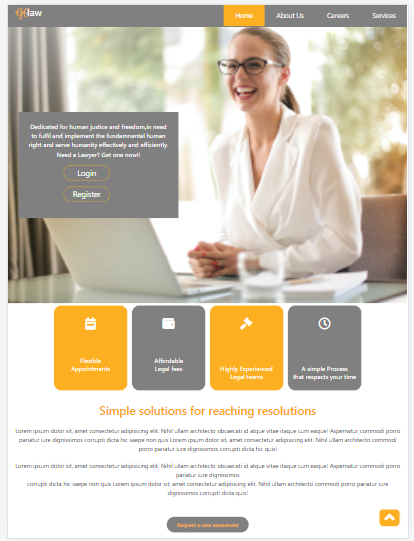 GOlaw
Home About Us Careers Services
Dedicated for human justice and freedom,in need
to fulfil and implement the fundamnental human
right and serve humanity effectively and efficiently.
Need a Lawyer? Get one now!!
Login
Register
Flexible
Appointments
Affordable
Legal fees
Highly Experienced
Legal teams
A simple Process
that respects your time
Simple solutions for reaching resolutions
Lorem ipsum dolor sit, amet consectetur adipisicing elit. Nihil ullam architecto obcaecati id atque vitae itaque cum eaque! Aspernatur commodi porro
pariatur iure dignissimos corrupti dicta hic saepe non quis Lorem ipsum dolor sit, amet consectetur adipisicing elit. Nihil ullam architecto commodi
porro pariatur iure dignissimos corrupti dicta hic quis!
Lorem ipsum dolor sit, amet consectetur adipisicing elit. Nihil ullam architecto obcaecati id atque vitae itaque cum eaque! Aspernatur commodi porro
pariatur iure dignissimos
corrupti dicta hic saepe non quis Lorem ipsum dolor sit, amet consectetur adipisicing elit. Nihil ullam architecto commodi porro pariatur iure
dignissimos corrupti dicta quis!
Request a case assessment